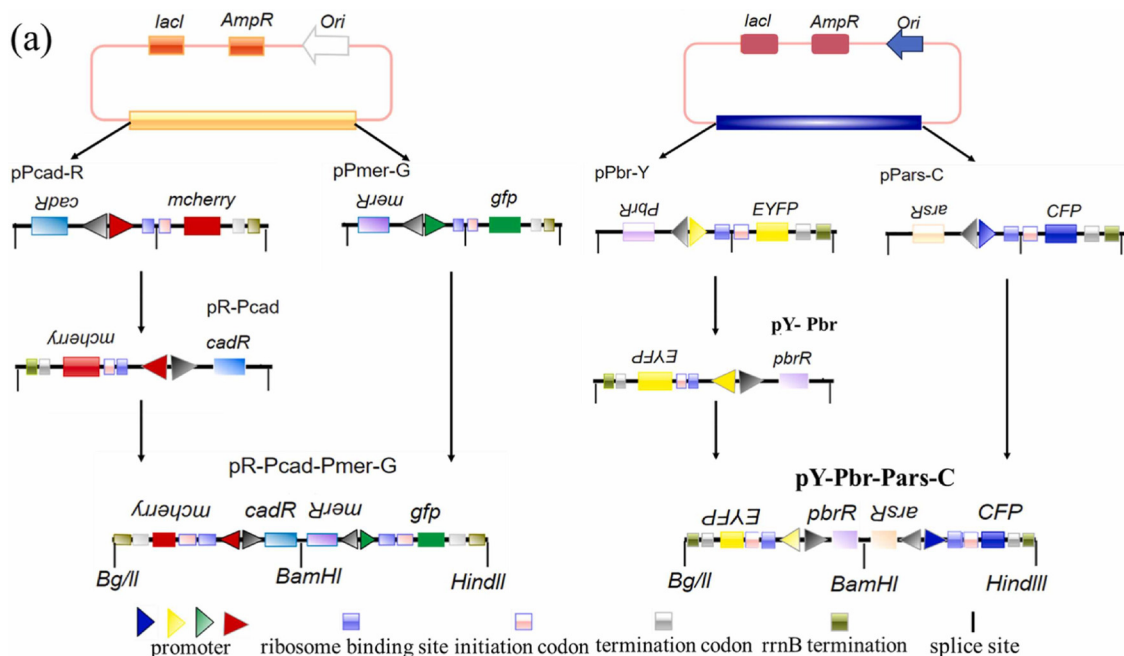 (a)
lacI AmpR Ori
lacI AmpR Ori
pPcad-R
pPmer-G
pPbr-Y
pPars-C
cadR mcherry
merR gfp
PbrR EYFP
arsR CFP
pR-Pcad
mcherry cadR
pY- Pbr
EYFP pbrR
pR-Pcad-Pmer-G
pY-Pbr-Pars-C
mcherry cadR merR gfp
EYFP pbrR arsR CFP
Bg/II BamHI HindII
Bg/II BamHI HindIII
promoter ribosome binding site initiation codon termination codon rrnB termination splice site